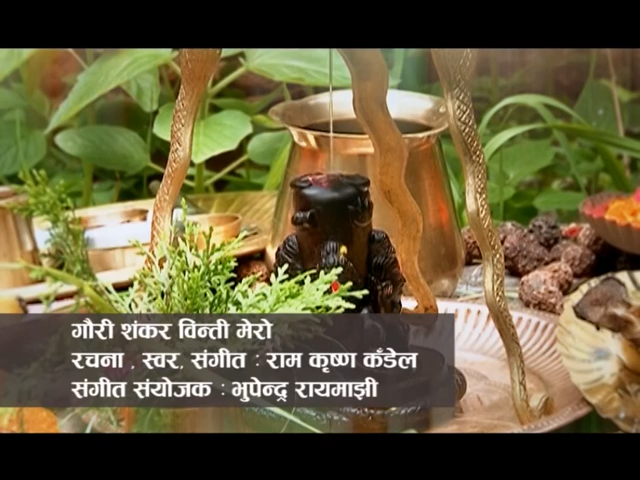 गौरी शंकर विन्ती मेरो
रचना , स्वर, संगीत : राम कृष्ण कँडेल
संगीत संयोजक : भुपेन्द्र रायमाझी